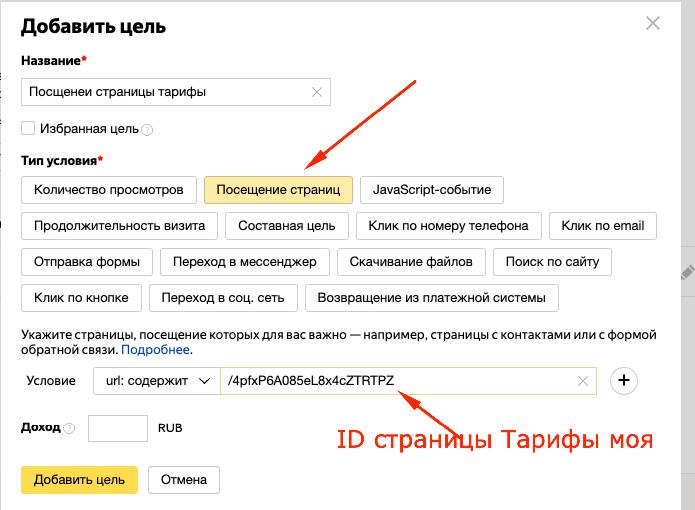 Добавить цель
Название*
Посщенеи страницы тарифы
Избранная цель ?
Тип условия*
Количество просмотров Посещение страниц JavaScript-событие
Продолжительность визита Составная цель Клик по номеру телефона Клик по email
Отправка формы Переход в мессенджер Скачивание файлов Поиск по сайту
Клик по кнопке Переход в соц. сеть Возвращение из платежной системы
Укажите страницы, посещение которых для вас важно — например, страницы с контактами или с формой
обратной связи. Подробнее.
Условие url: содержит /4pfxP6A085eL8x4cZTRTPZ
Доход ? RUB
ID страницы Тарифы моя
Добавить цель Отмена